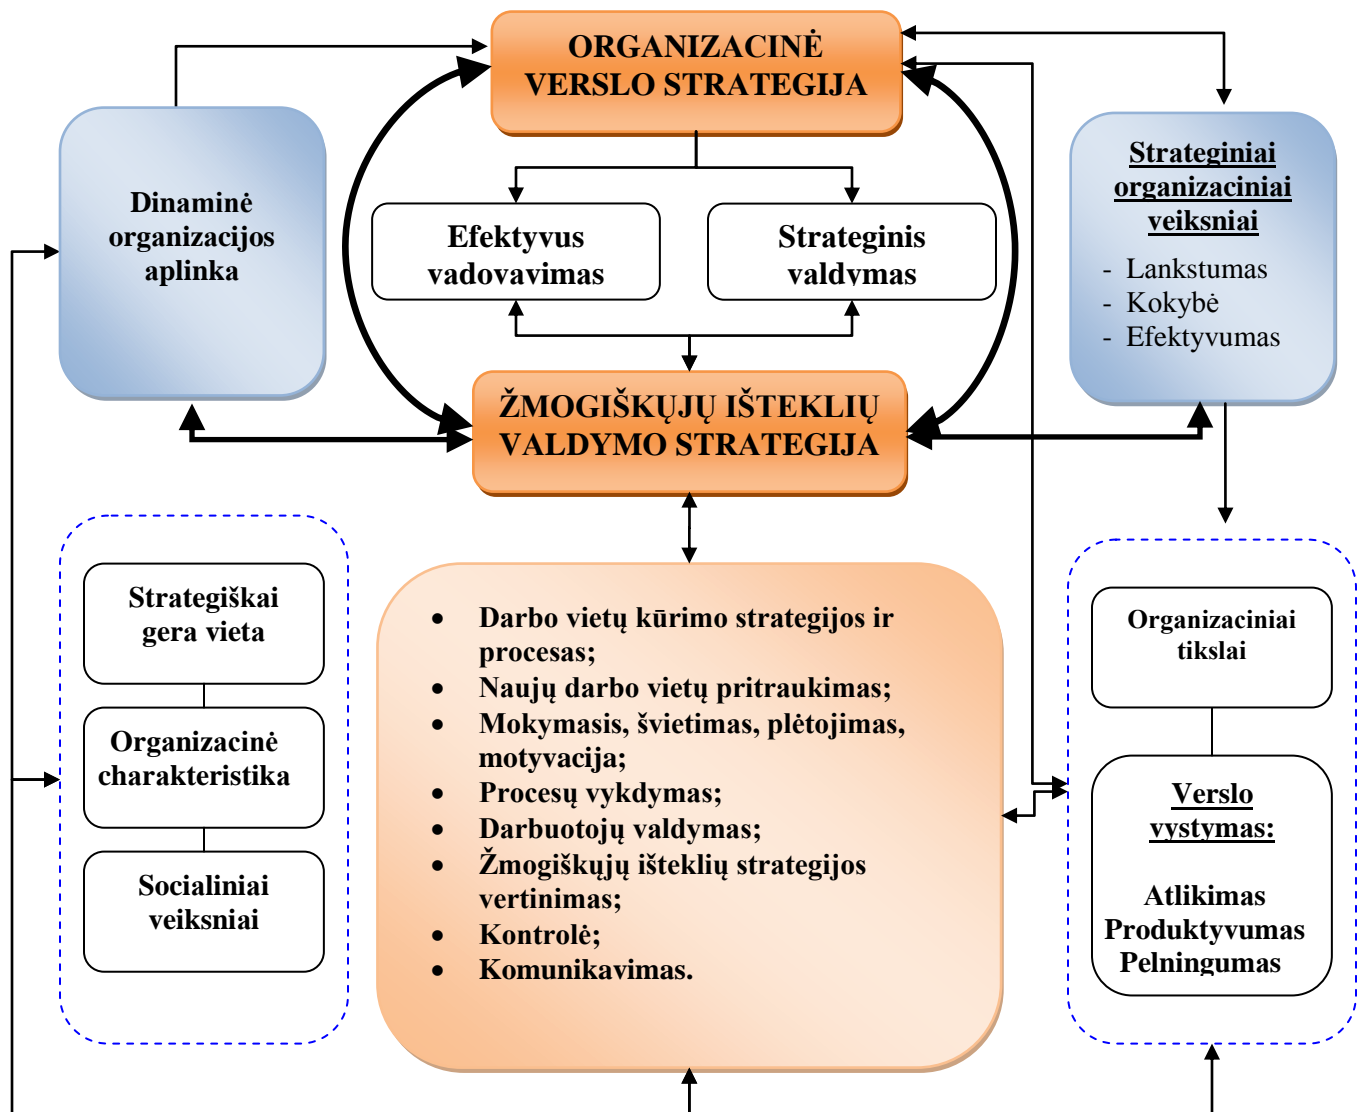 ORGANIZACINĖ
VERSLO STRATEGIJA
Dinaminė
organizacijos
aplinka
Efektyvus
vadovavimas
Strateginis
valdymas
Strateginiai
organizaciniai
veiksniai
- Lankstumas
- Kokybė
- Efektyvumas
ŽMOGIŠKŲJŲ IŠTEKLIŲ
VALDYMO STRATEGIJA
Strategiškai
gera vieta
Organizacinė
charakteristika
Socialiniai
veiksniai
• Darbo vietų kūrimo strategijos ir
procesas;
• Naujų darbo vietų pritraukimas;
• Mokymasis, švietimas, plėtojimas,
motyvacija;
• Procesų vykdymas;
• Darbuotojų valdymas;
• Žmogiškųjų išteklių strategijos
vertinimas;
• Kontrolė;
• Komunikavimas.
Organizaciniai
tikslai
Verslo
vystymas:
Atlikimas
Produktyvumas
Pelningumas